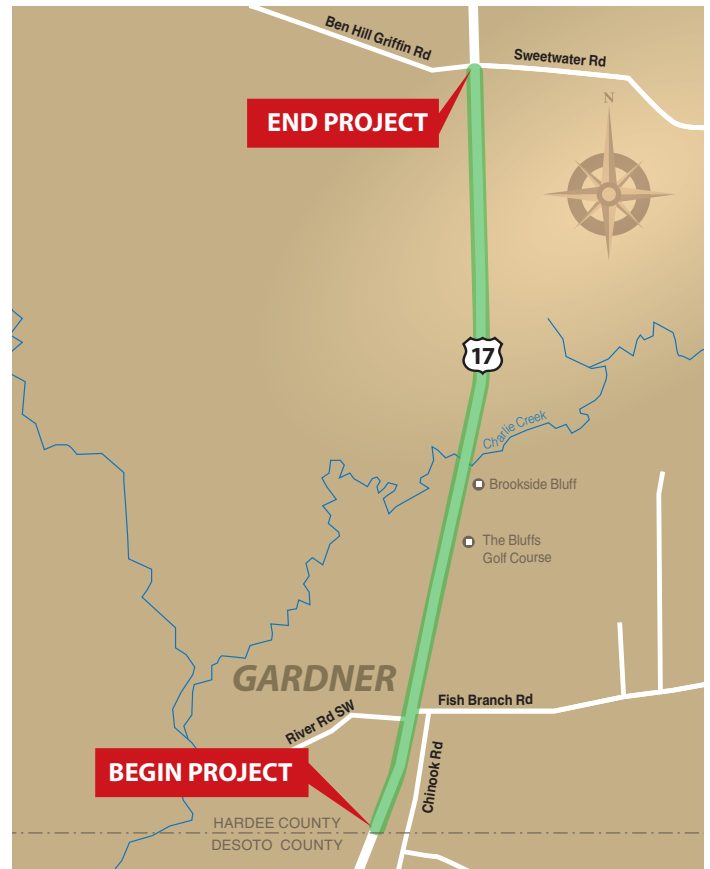 Ben Hill Griffin Rd
Sweetwater Rd
N
END PROJECT
17
Charlie Creek
Brookside Bluff
The Bluffs
Golf Course
GARDNER
River Rd SW
Fish Branch Rd
Chinook Rd
BEGIN PROJECT
HARDEE COUNTY
DESOTO COUNTY